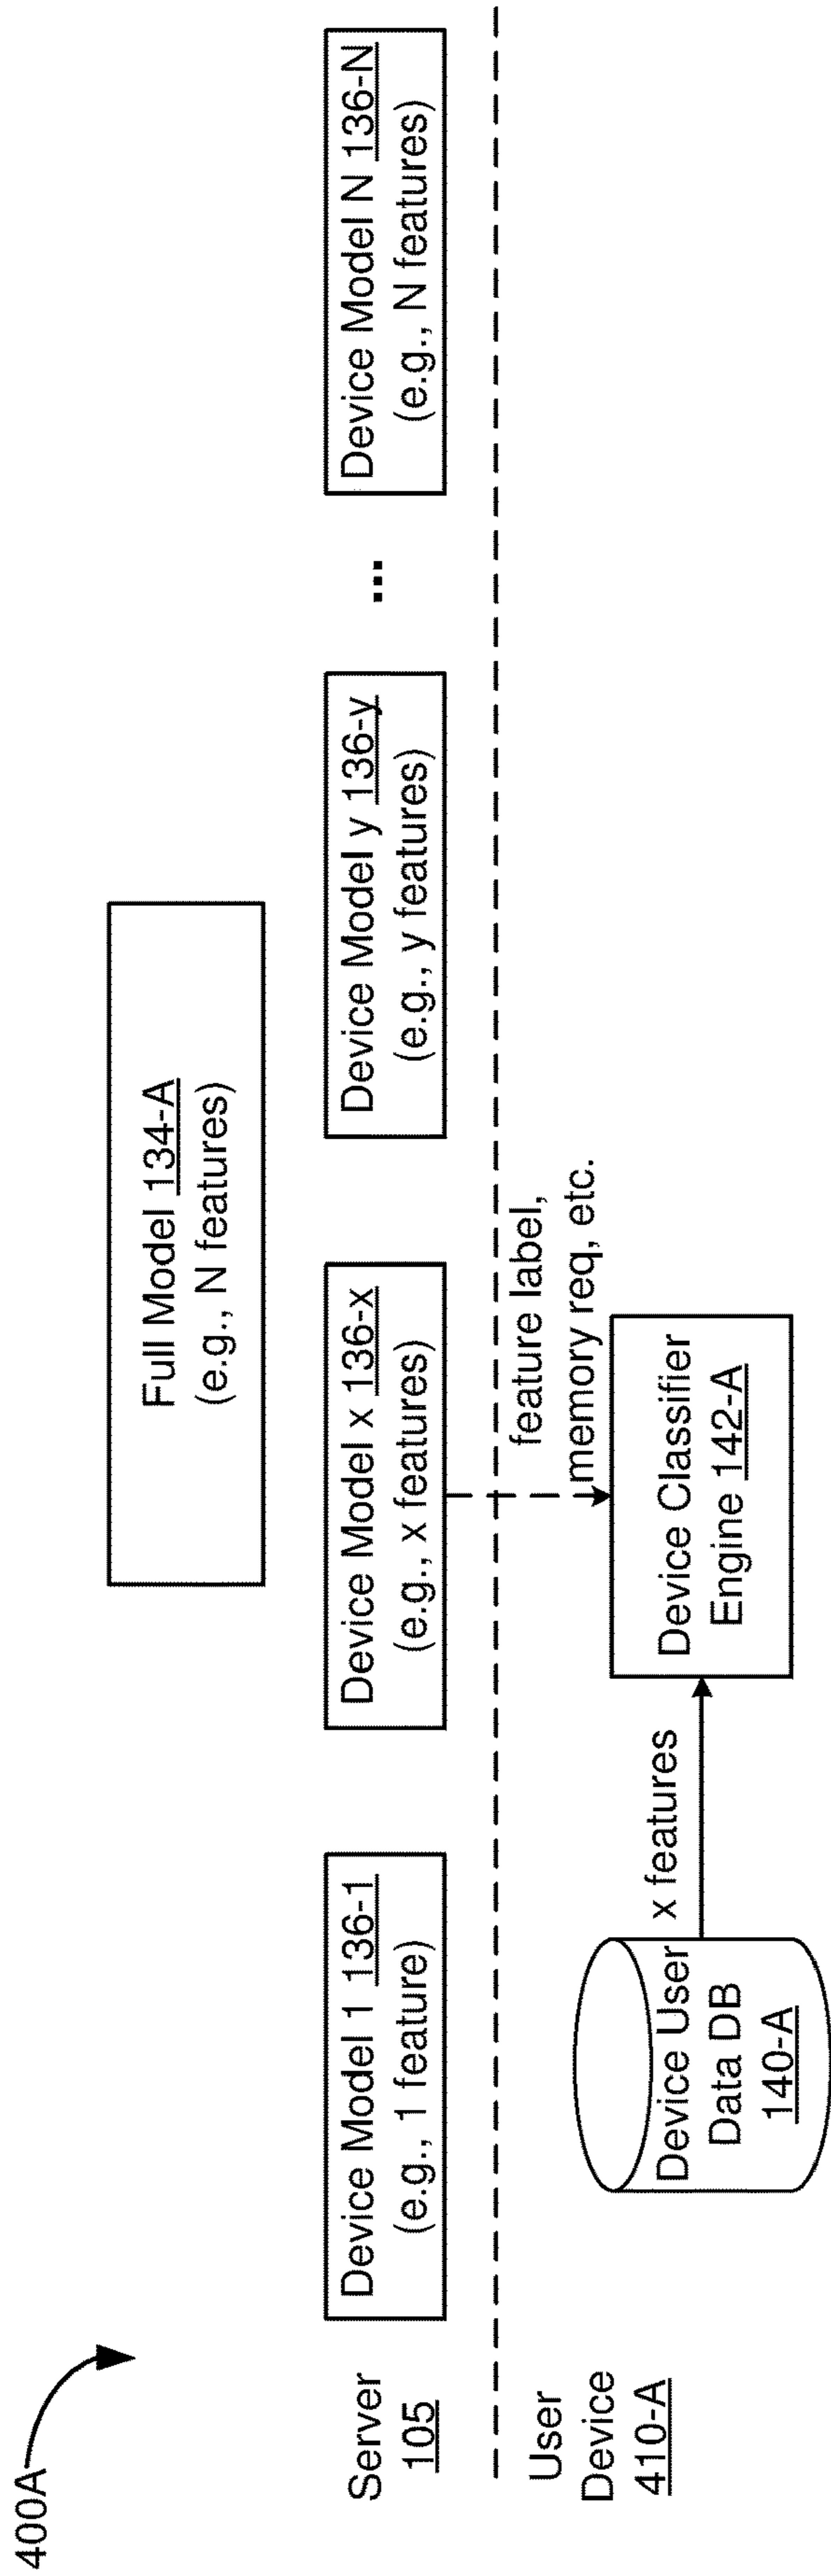 400A
Full Model 134-A
(e.g., N features)
Server
105
Device Model 1 136-1
(e.g., 1 feature)
Device Model x 136-x
(e.g., x features)
Device Model y 136-y
(e.g., y features)
...
Device Model N 136-N
(e.g., N features)
User
Device
410-A
feature label,
memory req, etc.
Device User
Data DB
140-A
x features
Device Classifier
Engine 142-A